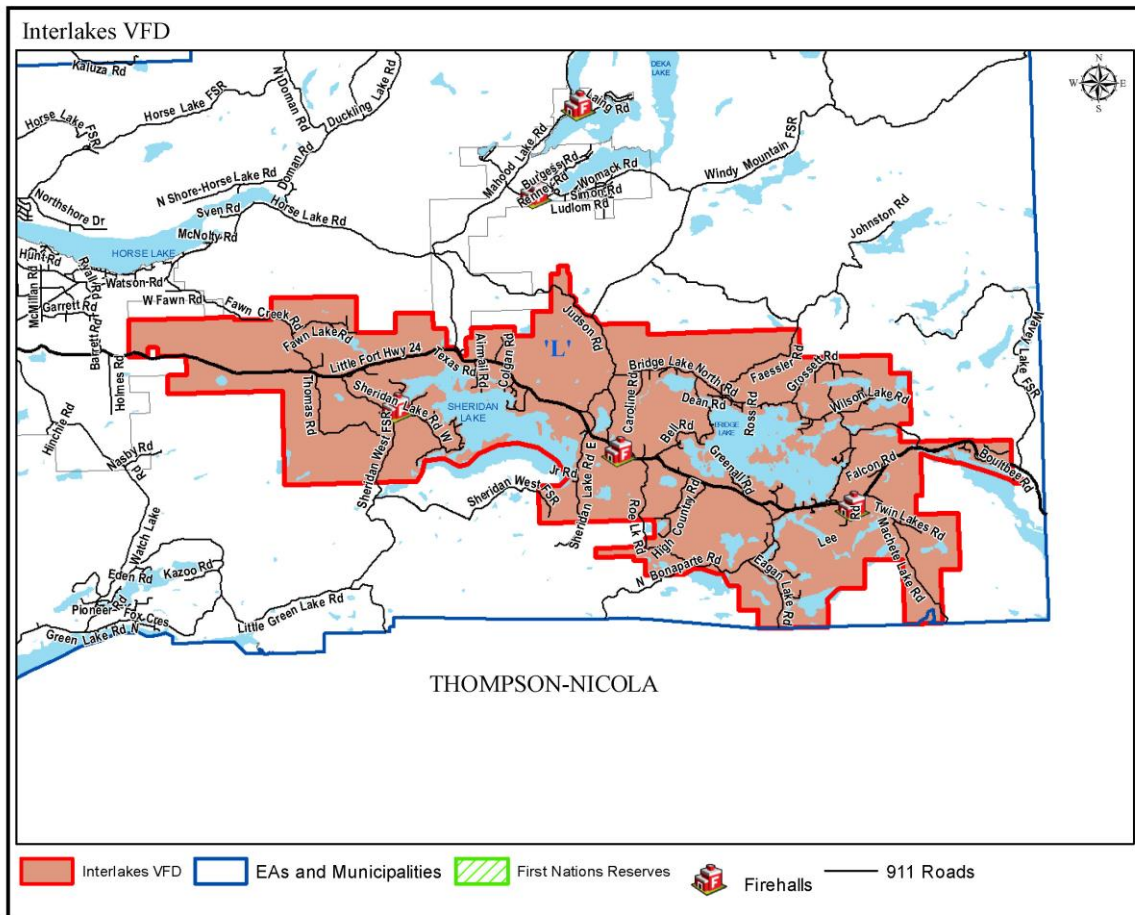 Interlakes VFD
Kaluza Rd
N Doman Rd
Duckling Lake Rd
Horse Lake FSR
Horse Lake FSR
DEKA
LAKE
N
W
E
S
Laing Rd
Mahood Lake Rd
Windy Mountain FSR
Burgess Rd
Renney Rd
Womack Rd
Simon Rd
Ludlom Rd
Doman Rd
N Shore-Horse Lake Rd
Northshore Dr
Sven Rd
Horse Lake Rd
McNolty Rd
HORSE LAKE
Johnston Rd
Hunt Rd
Ryall Rd
Watson Rd
McMillan Rd
Garrett Rd
W Fawn Rd
Barrett Rd
Fawn Creek Rd
Fawn Lake Rd
Holmes Rd
Little Fort Hwy 24
Texas Rd
Airmail Rd
Colgan Rd
Judson Rd
'L'
Wavey Lake FSR
Bridge Lake North Rd
Faessler Rd
Grossett Rd
Caroline Rd
Dean Rd
Ross Rd
Wilson Lake Rd
Thomas Rd
Sheridan Lake Rd W
SHERIDAN
LAKE
BRIDGE
LAKE
Bell Rd
Greenall Rd
Hinchie Rd
Nasby Rd
Sheridan West FSR
Jr Rd
Sheridan West FSR
Sheridan Lake Rd E
Falcon Rd
Boultbee Rd
Roe Lk Rd
High Country Rd
Rd
Twin Lakes Rd
Lee
Machete Lake Rd
Watch Lake Rd
N Bonaparte Rd
Eagan Lake Rd
Eden Rd
Kazoo Rd
Pioneer Rd
Fox Cres
Green Lake Rd N
Little Green Lake Rd
THOMPSON-NICOLA
Interlakes VFD
EAs and Municipalities
First Nations Reserves
Firehalls
911 Roads